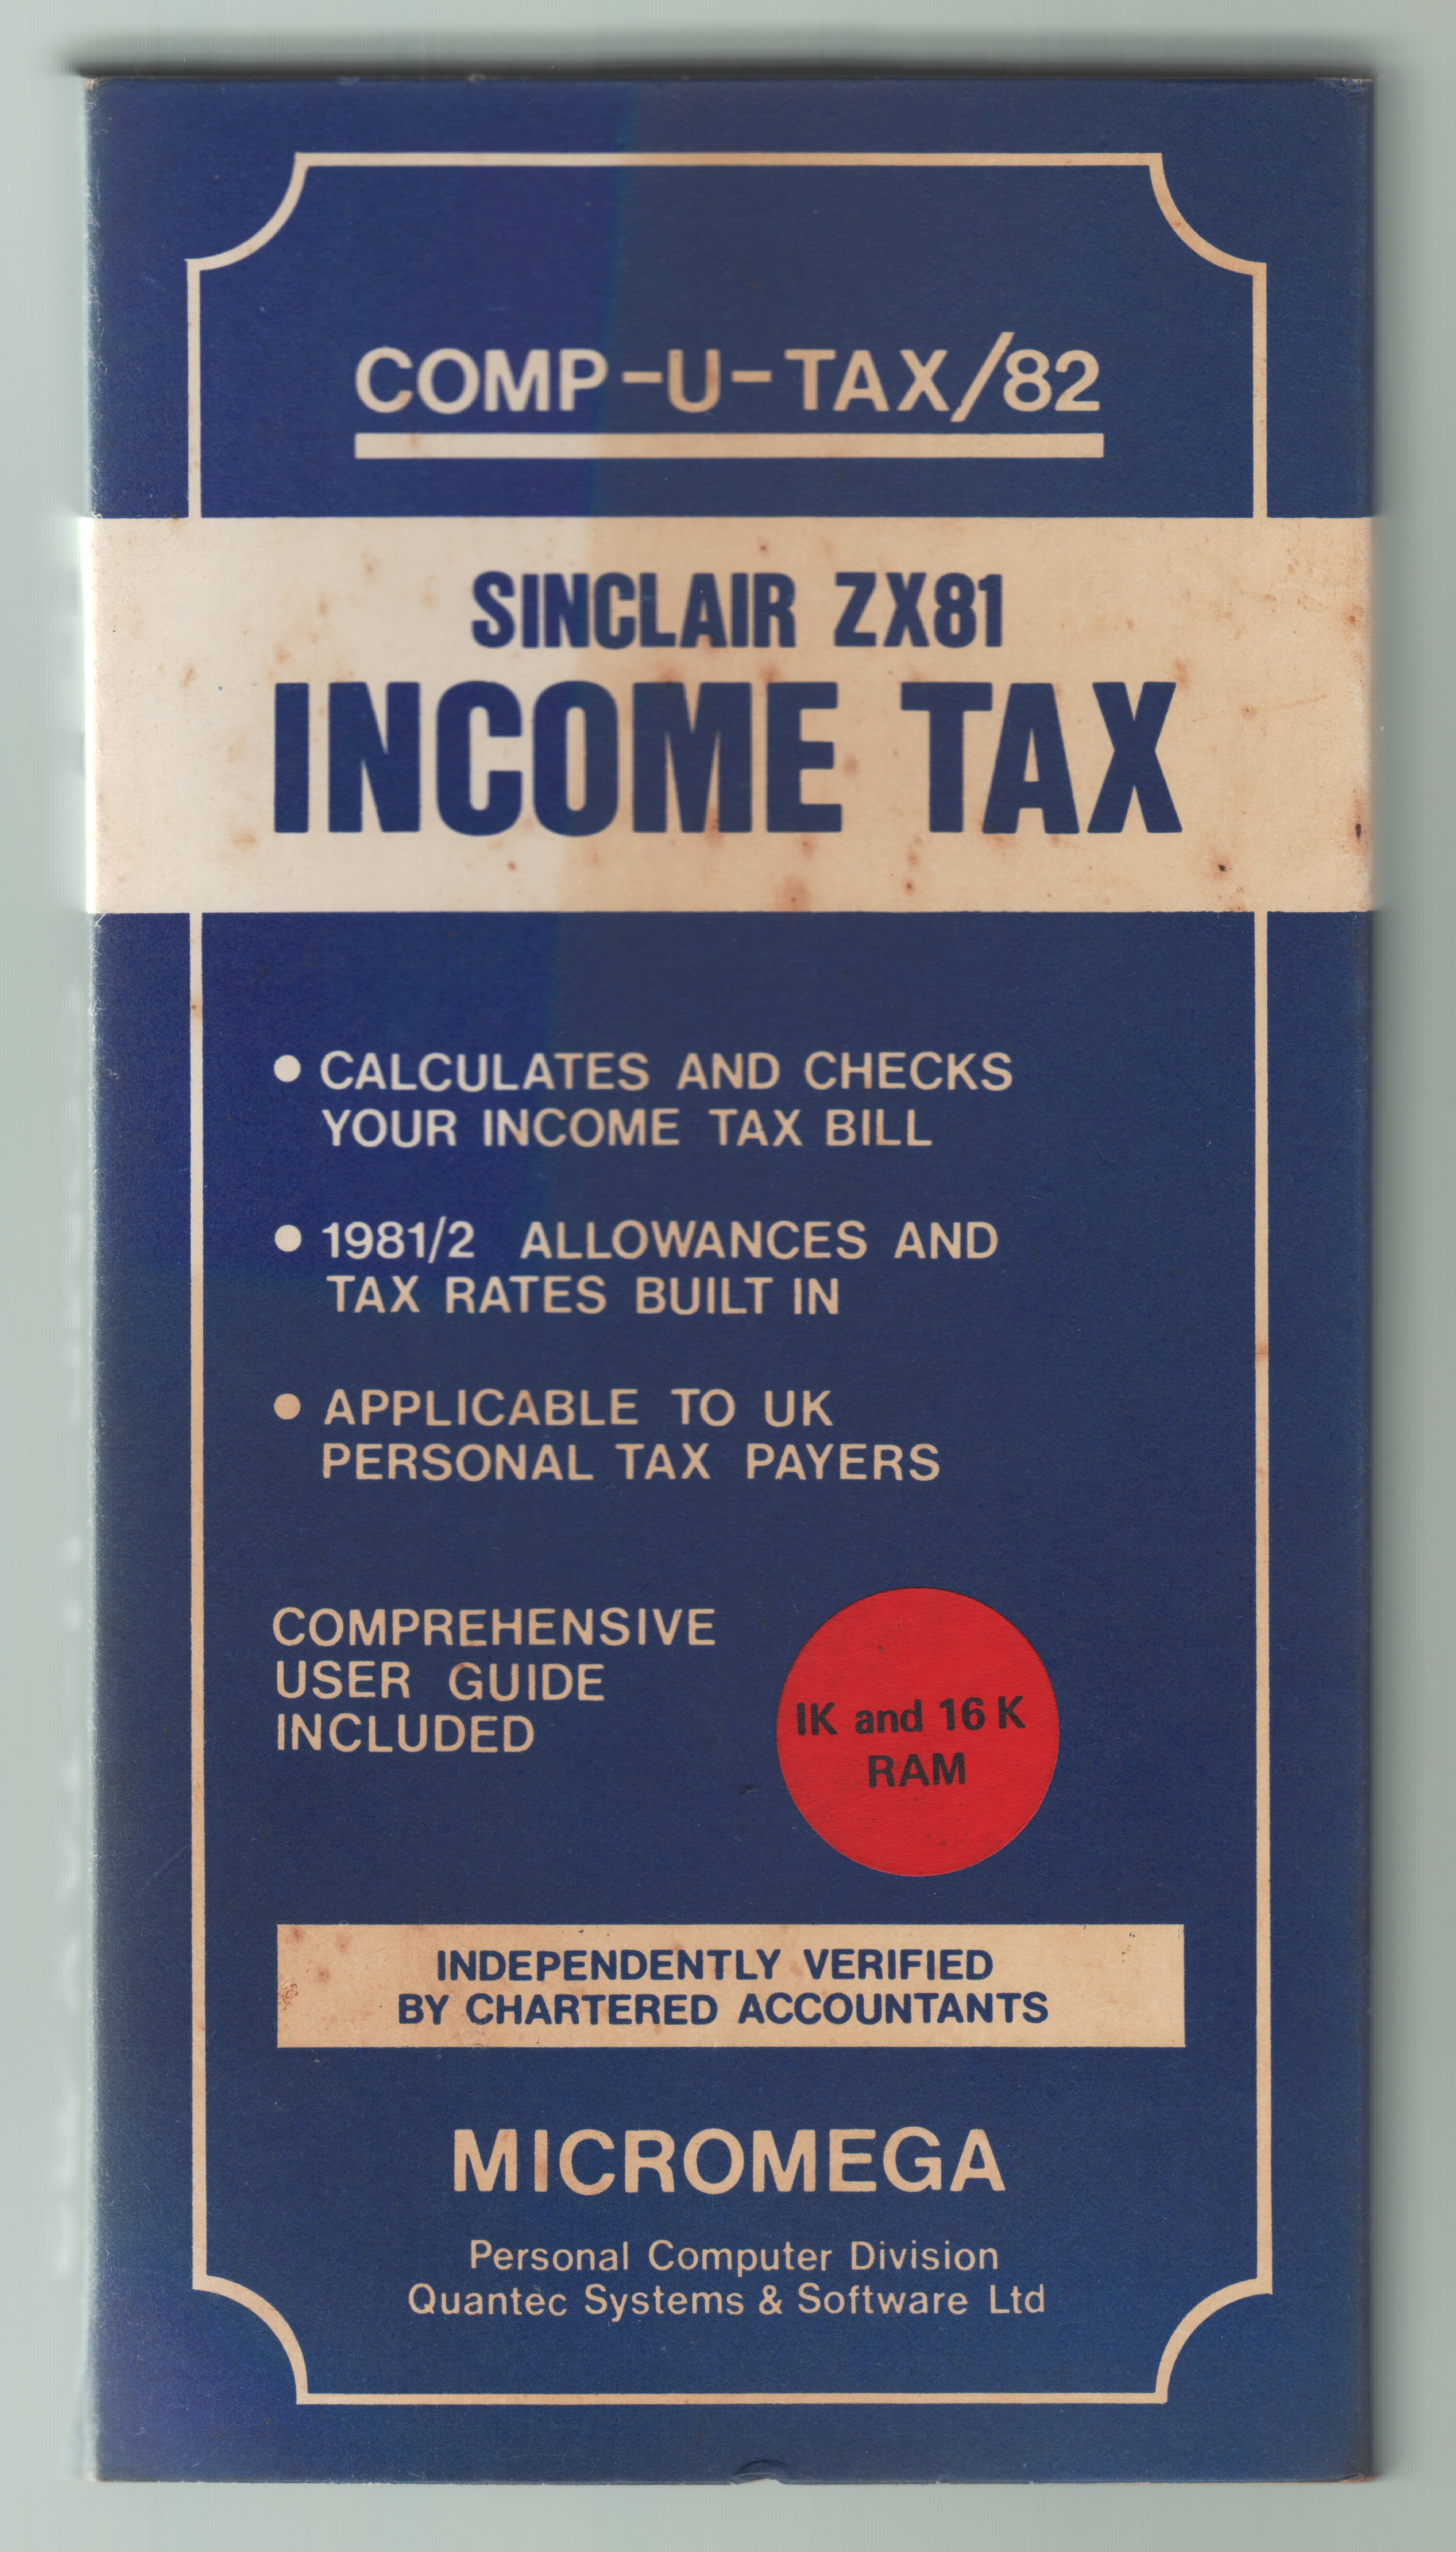 COMP-U-TAX/82
SINCLAIR ZX81
INCOME TAX
● CALCULATES AND CHECKS
YOUR INCOME TAX BILL
● 1981/2 ALLOWANCES AND
TAX RATES BUILT IN
● APPLICABLE TO UK
PERSONAL TAX PAYERS
COMPREHENSIVE
USER GUIDE
INCLUDED
IK and 16 K
RAM
INDEPENDENTLY VERIFIED
BY CHARTERED ACCOUNTANTS
MICROMEGA
Personal Computer Division
Quantec Systems & Software Ltd